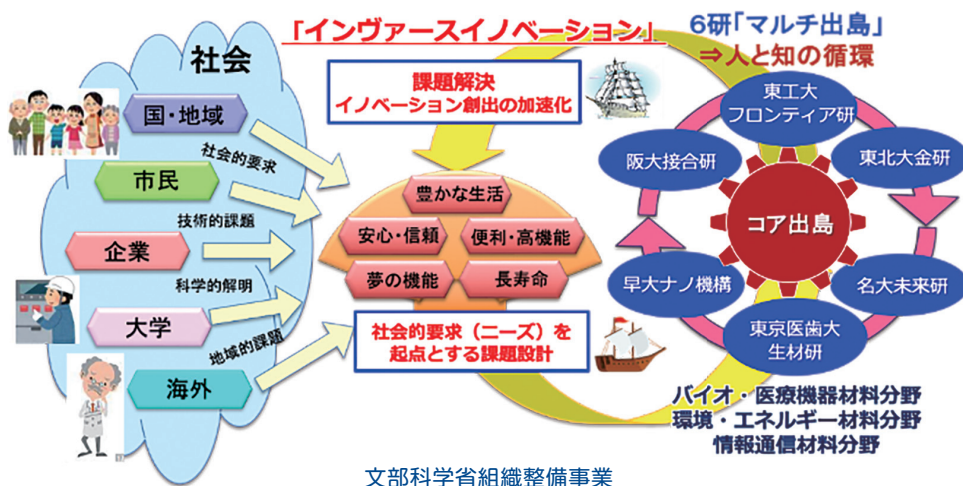 「インヴァースイノベーション」
6研「マルチ出島」
⇒人と知の循環
社会
国・地域
市民
企業
大学
海外
社会的要求
技術的課題
科学的解明
地域的課題
課題解決
イノベーション創出の加速化
豊かな生活
安心・信頼
便利・高機能
夢の機能
長寿命
社会的要求（ニーズ）を
起点とする課題設計
東工大
フロンティア研
阪大接合研
東北大金研
コア出島
早大ナノ機構
名大未来研
東京医歯大
生材研
バイオ・医療機器材料分野
環境・エネルギー材料分野
情報通信材料分野
文部科学省組織整備事業